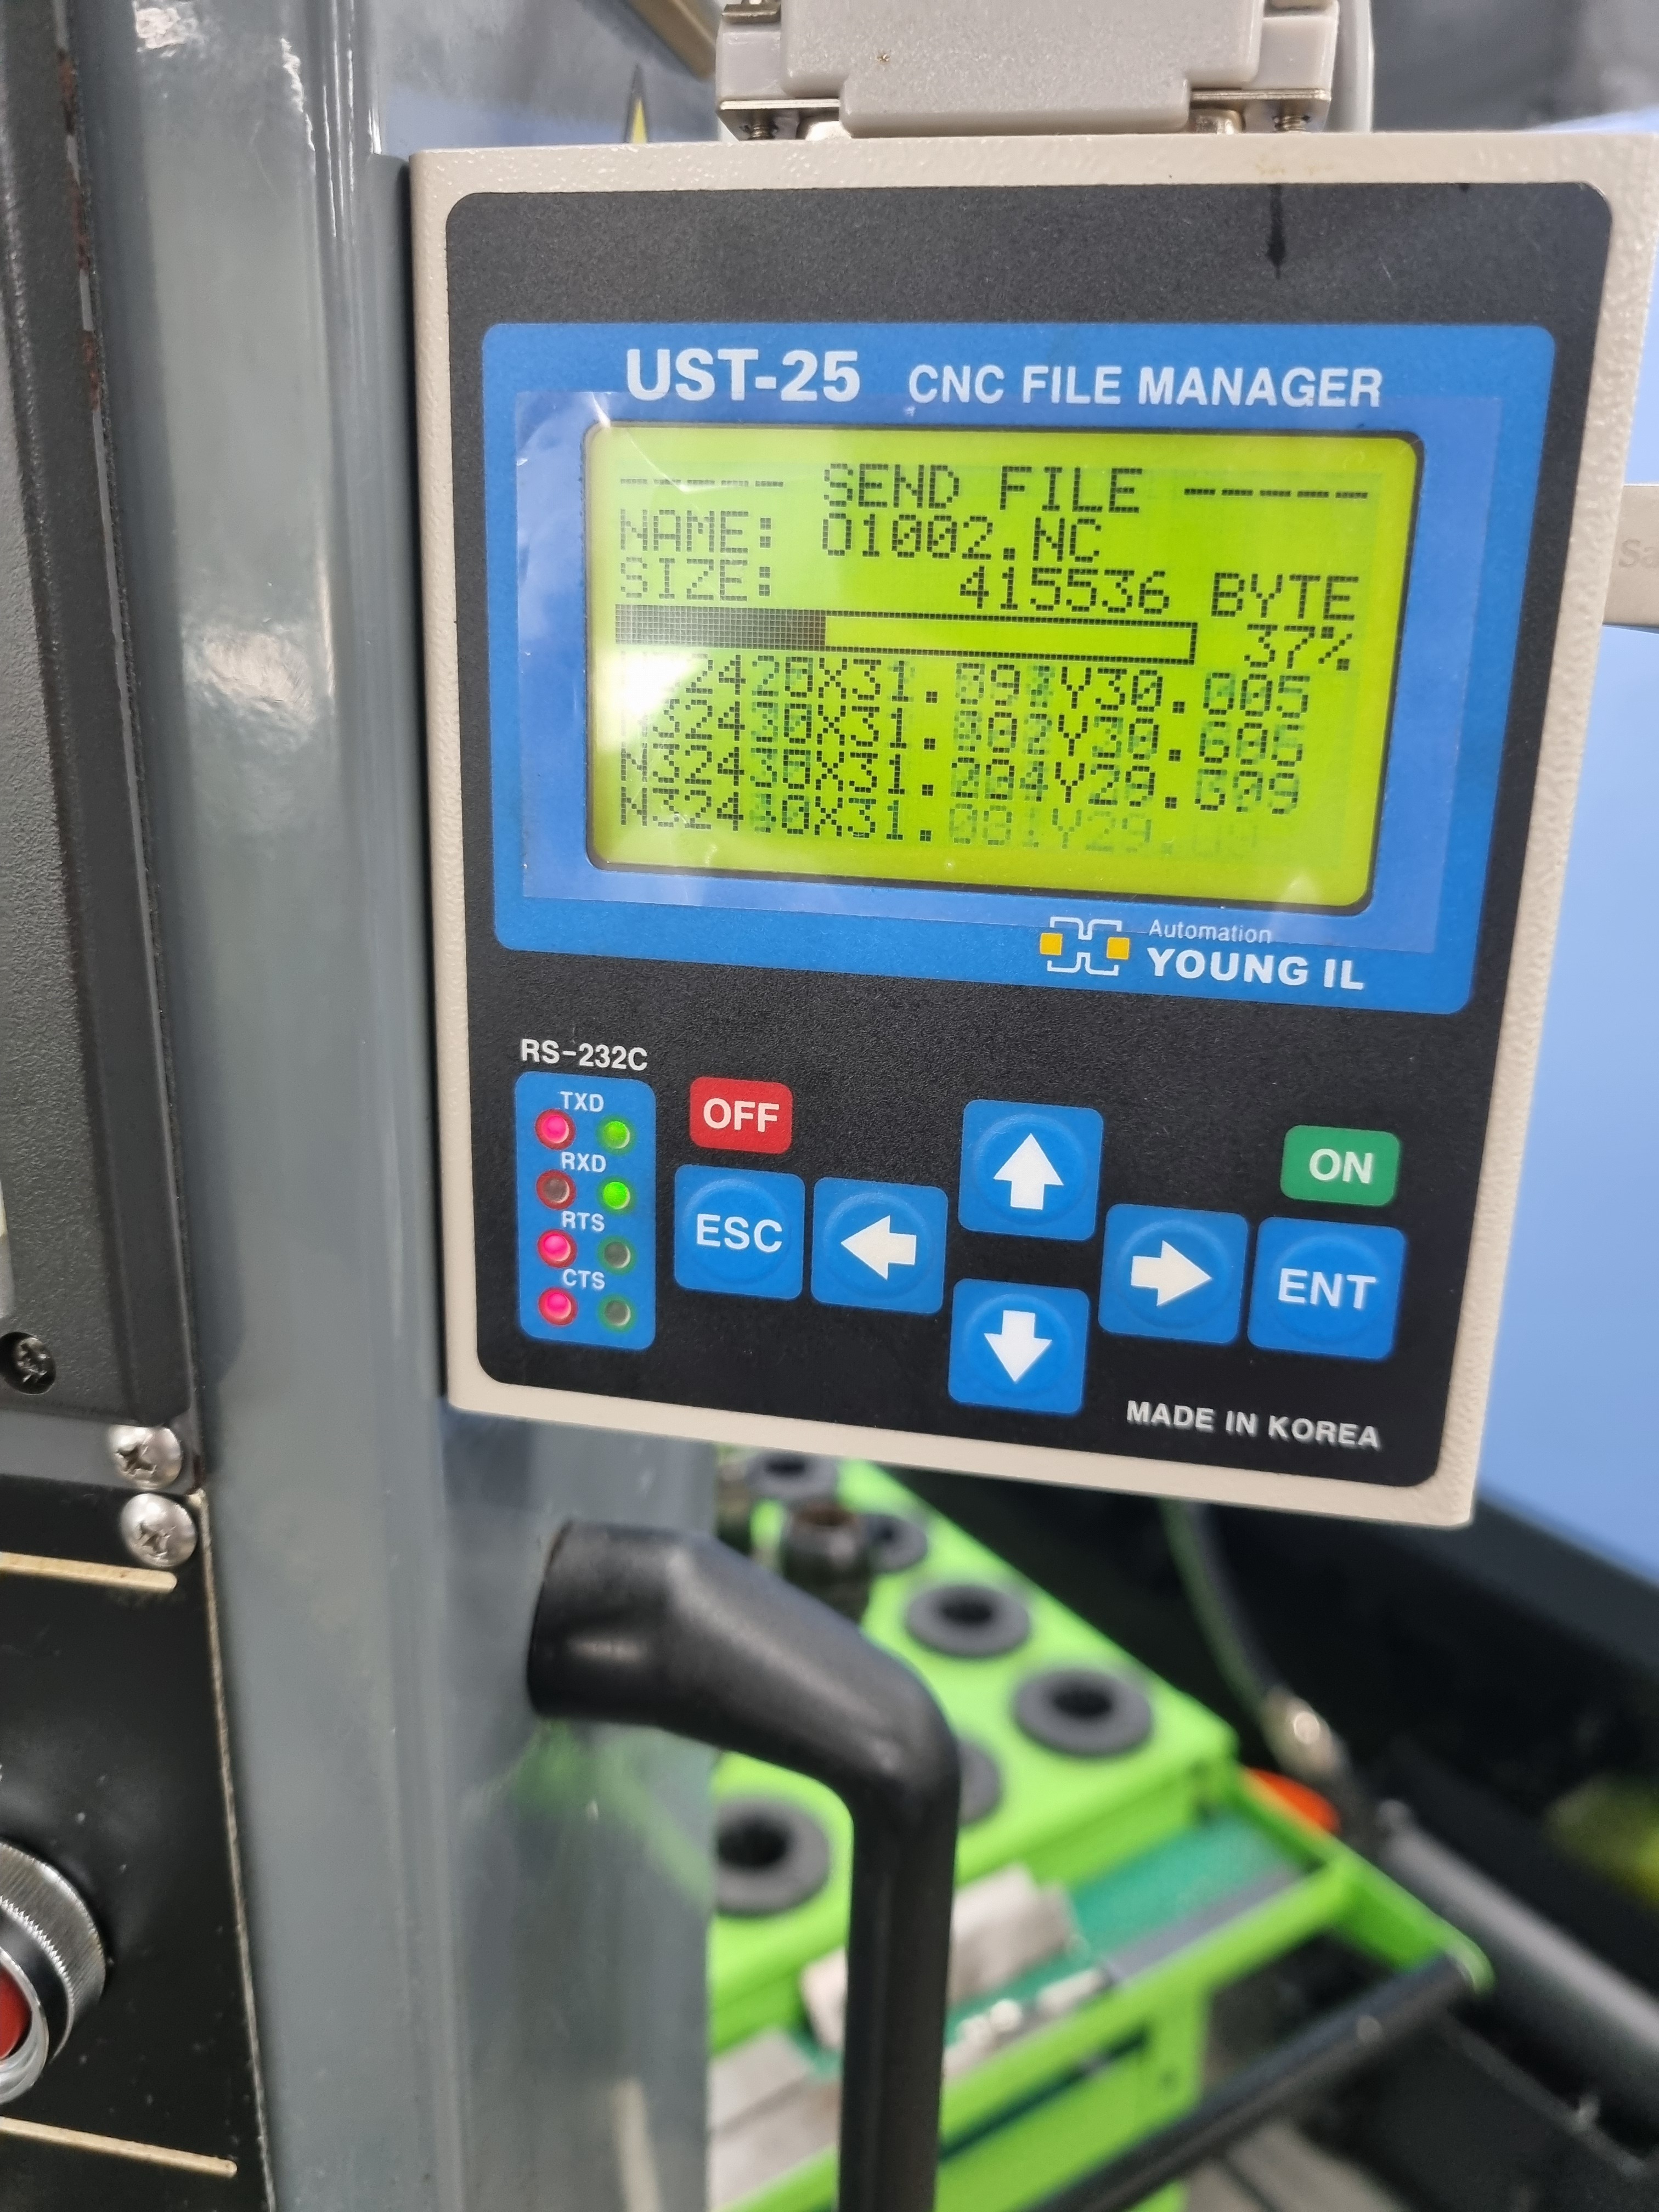 UST-25 CNC FILE MANAGER
----- SEND FILE -----
NAME: O1002.NC
SIZE: 415536 BYTE
37%
Automation
YOUNG IL
RS-232C
TXD
RXD
RTS
CTS
OFF
ON
ESC
ENT
MADE IN KOREA